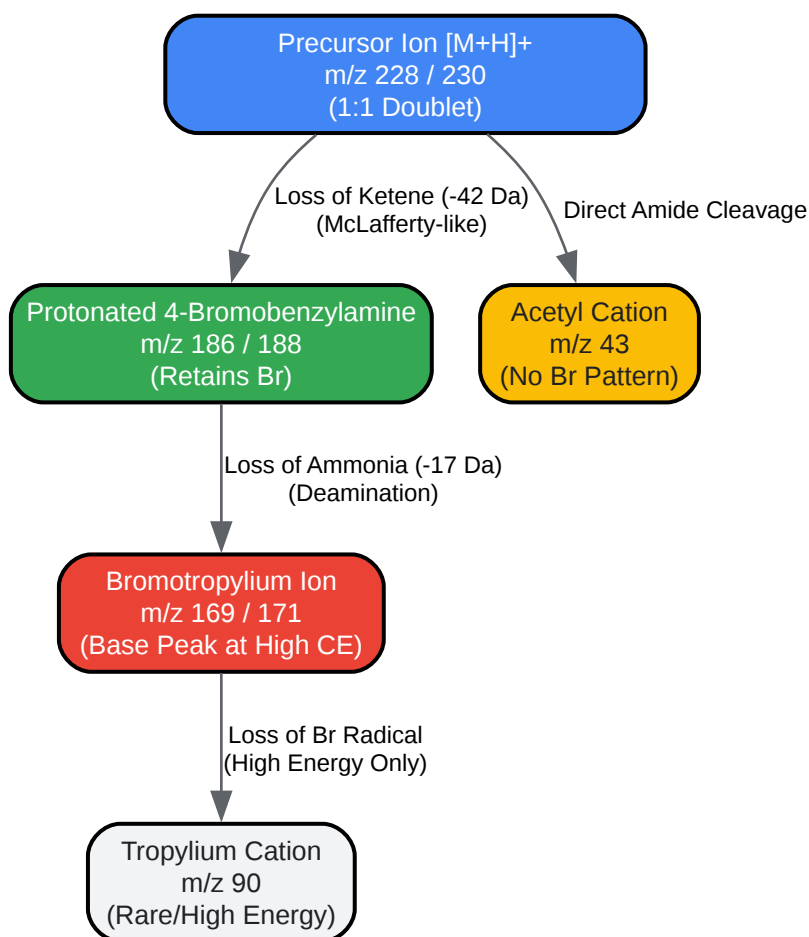 Precursor Ion [M+H]+
m/z 228 / 230
(1:1 Doublet)
Loss of Ketene (-42 Da)
(McLafferty-like)
Direct Amide Cleavage
Protonated 4-Bromobenzylamine
m/z 186 / 188
(Retains Br)
Acetyl Cation
m/z 43
(No Br Pattern)
Loss of Ammonia (-17 Da)
(Deamination)
Bromotropylium Ion
m/z 169 / 171
(Base Peak at High CE)
Loss of Br Radical
(High Energy Only)
Tropylium Cation
m/z 90
(Rare/High Energy)